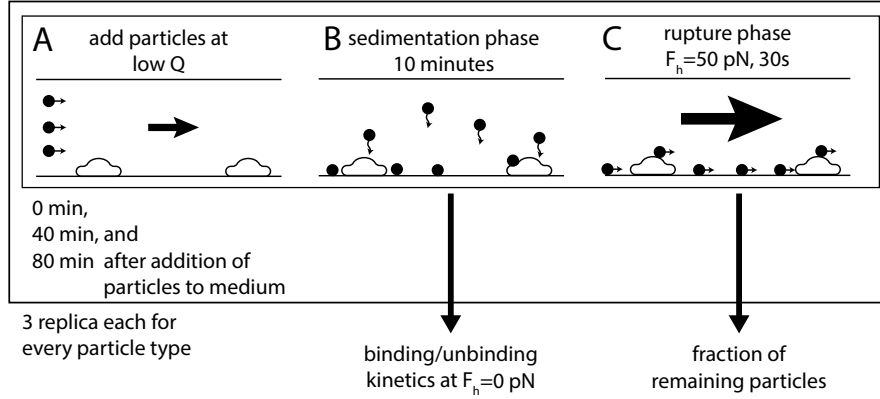 A
add particles at
low Q
B
sedimentation phase
10 minutes
C
rupture phase
Fₕ=50 pN, 30s
0 min,
40 min, and
80 min after addition of
particles to medium
3 replica each for
every particle type
binding/unbinding
kinetics at Fₕ=0 pN
fraction of
remaining particles